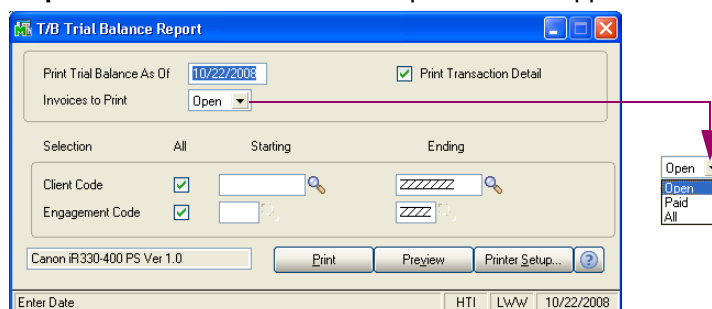 T/B Trial Balance Report
Print Trial Balance As Of 10/22/2008 Print Transaction Detail
Invoices to Print Open
Selection All Starting Ending
Client Code ZZZZZZZ
Engagement Code ZZZZ
Canon iR330-400 PS Ver 1.0 Print Preview Printer Setup... ?
Enter Date HTI LWW 10/22/2008
Open
Open
Paid
All